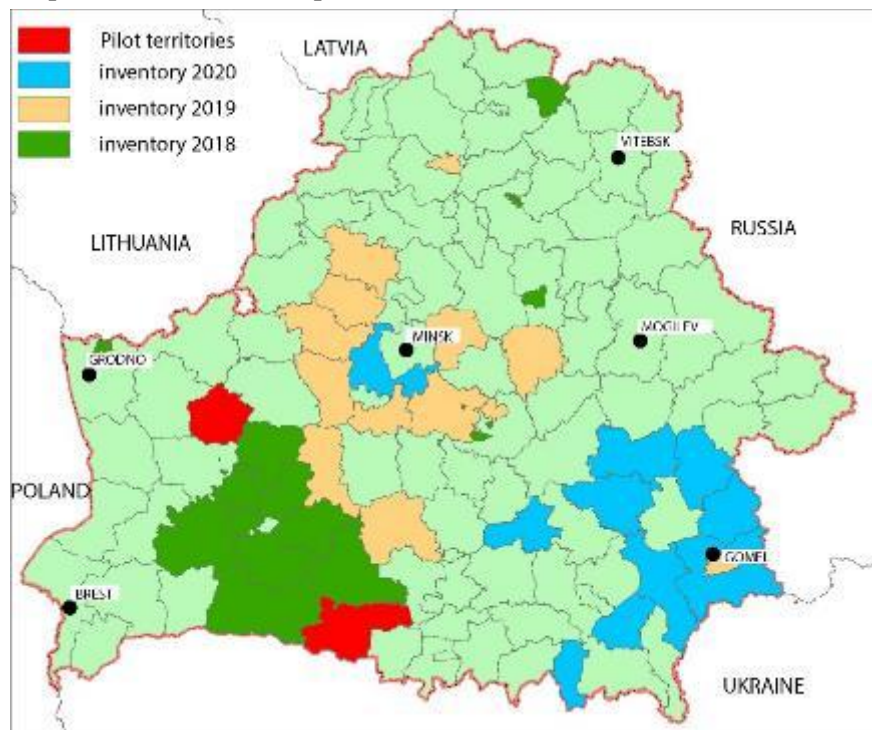 Pilot territories
inventory 2020
inventory 2019
inventory 2018
LATVIA
VITEBSK
LITHUANIA
RUSSIA
MINSK
MOGILEV
GRODNO
POLAND
GOMEL
BREST
UKRAINE